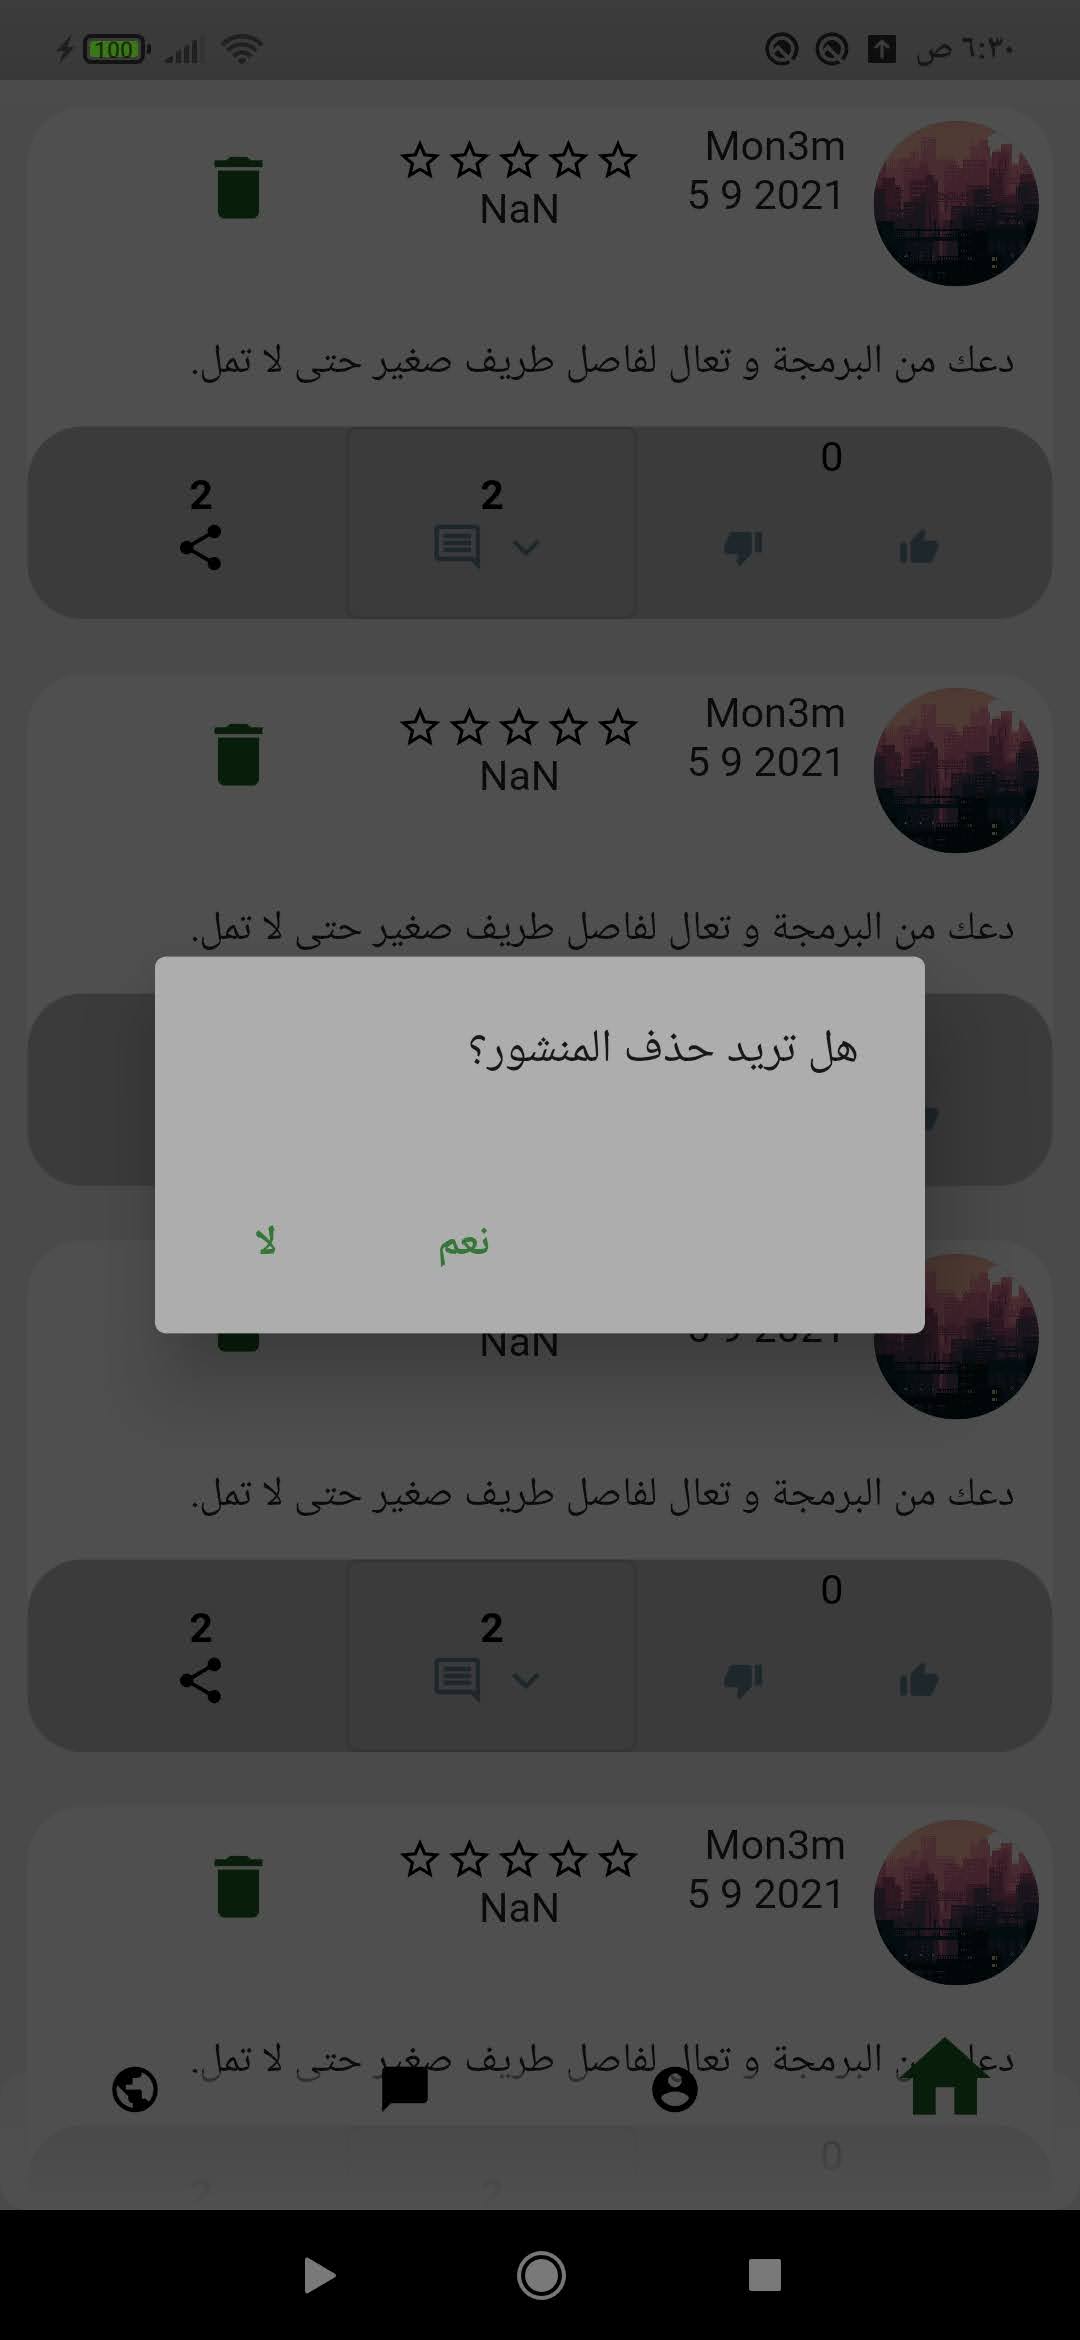 ٦:٣٠ ص
100
Mon3m
5 9 2021
NaN
دعك من البرمجة و تعال لفاصل طريف صغير حتى لا تمل.
0
2
2
Mon3m
5 9 2021
NaN
دعك من البرمجة و تعال لفاصل طريف صغير حتى لا تمل.
هل تريد حذف المنشور؟
نعم
لا
NaN
دعك من البرمجة و تعال لفاصل طريف صغير حتى لا تمل.
0
2
2
Mon3m
5 9 2021
NaN
البرمجة و تعال لفاصل طريف صغير حتى لا تمل.
0
2
2